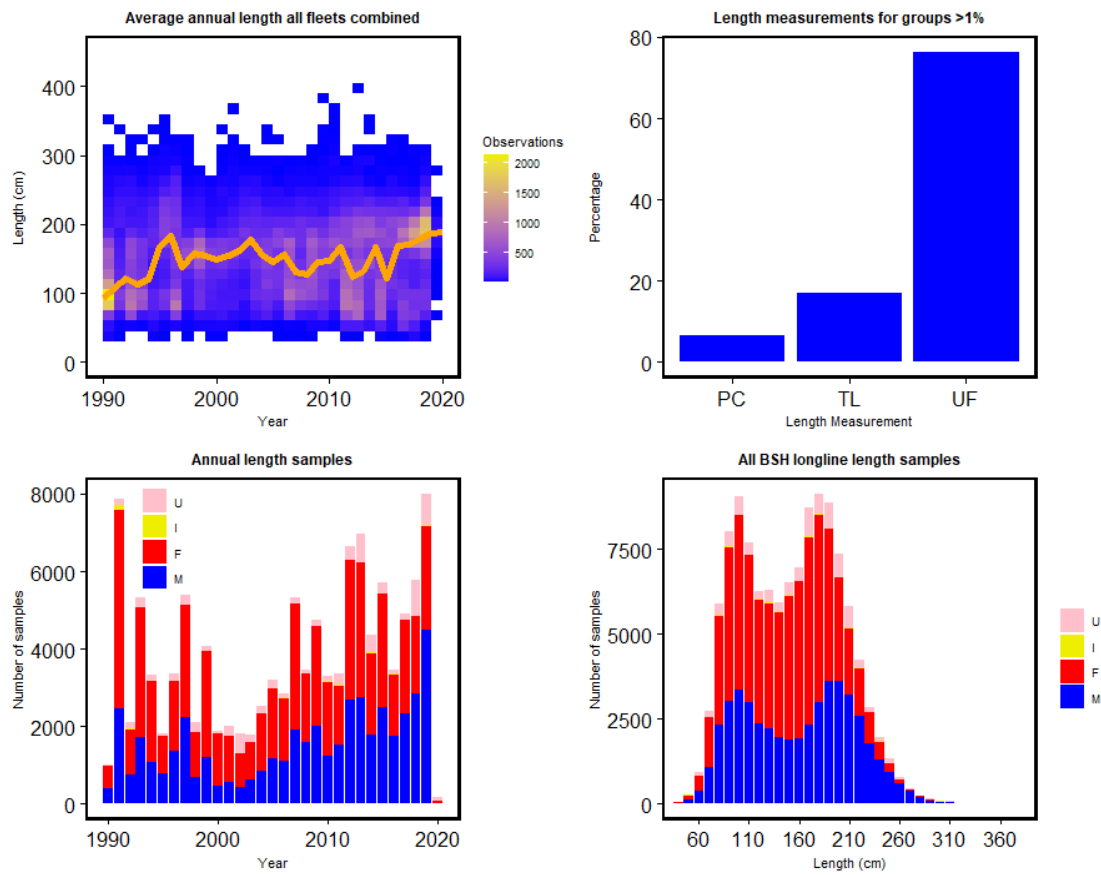 Average annual length all fleets combined
Length (cm)
400
300
200
100
0
1990
2000
2010
2020
Year
Observations
2000
1500
1000
500
Length measurements for groups >1%
Percentage
80
60
40
20
0
PC
TL
UF
Length Measurement
Annual length samples
Number of samples
8000
6000
4000
2000
0
1990
2000
2010
2020
Year
U
I
F
M
All BSH longline length samples
Number of samples
7500
5000
2500
0
60
110
160
210
260
310
360
Length (cm)
U
I
F
M